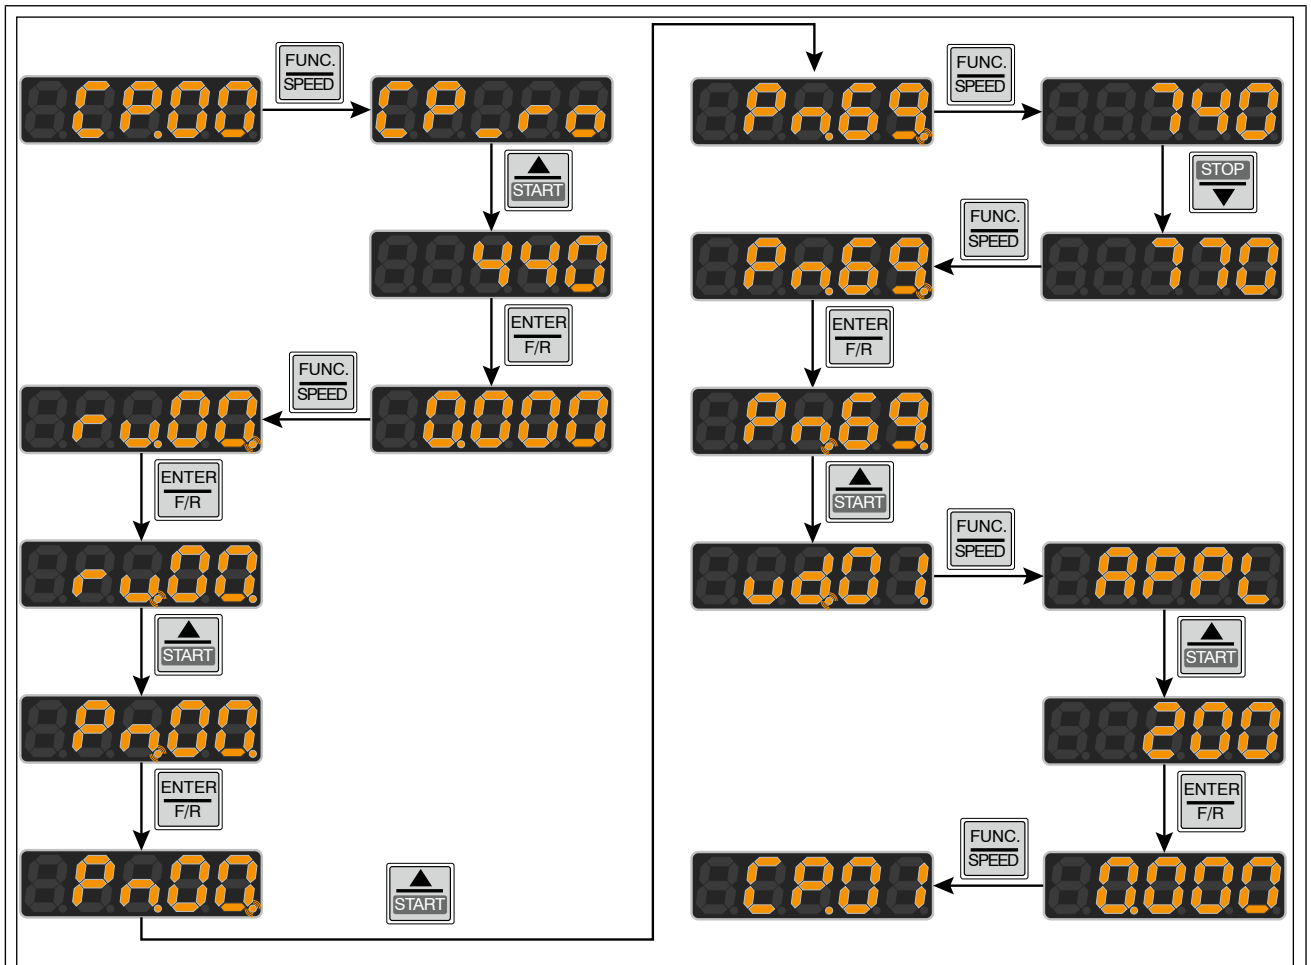 CP.00
FUNC.
SPEED
CP_ro
START
440
ENTER
F/R
0.000
FUNC.
SPEED
ru.00.
ENTER
F/R
ru.00.
START
Pn.00.
ENTER
F/R
Pn.00.
START
Pn.69.
FUNC.
SPEED
740
STOP
770
FUNC.
SPEED
Pn.69.
ENTER
F/R
Pn.69.
START
ud.01.
FUNC.
SPEED
APPL
START
200
ENTER
F/R
0.000
FUNC.
SPEED
CP.01